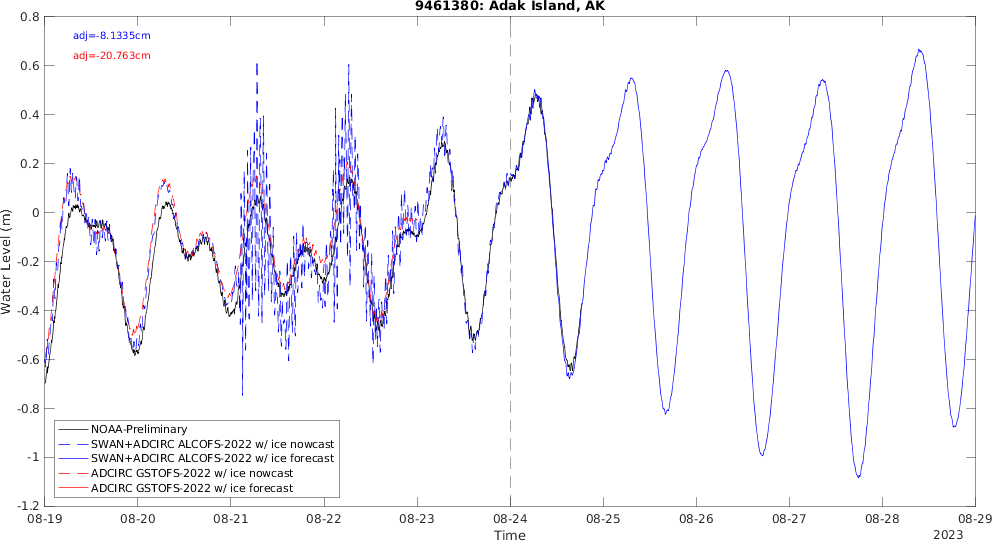 9461380: Adak Island, AK
adj=-8.1335cm
adj=-20.763cm
Water Level (m)
0.8
0.6
0.4
0.2
0
-0.2
-0.4
-0.6
-0.8
-1
-1.2
NOAA-Preliminary
SWAN+ADCIRC ALCOFS-2022 w/ ice nowcast
SWAN+ADCIRC ALCOFS-2022 w/ ice forecast
ADCIRC GSTOFS-2022 w/ ice nowcast
ADCIRC GSTOFS-2022 w/ ice forecast
08-19 08-20 08-21 08-22 08-23 08-24 08-25 08-26 08-27 08-28 08-29
Time
2023